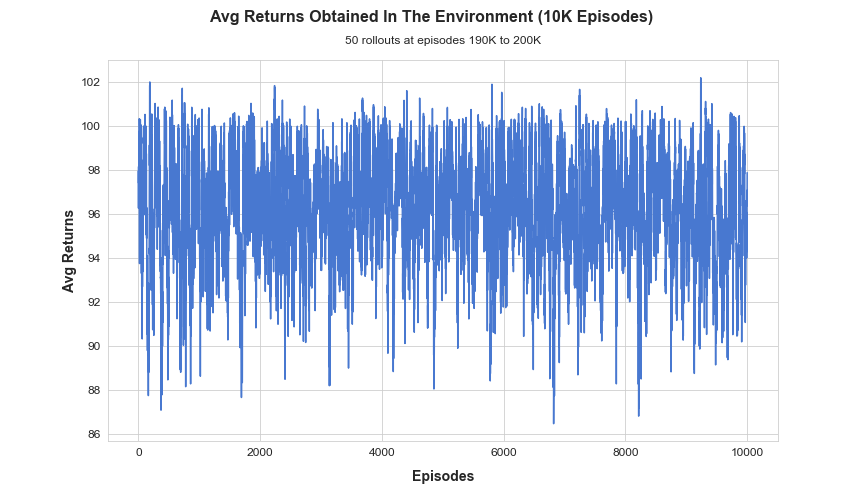 Avg Returns Obtained In The Environment (10K Episodes)
50 rollouts at episodes 190K to 200K
102
100
98
96
94
92
90
88
86
Avg Returns
0 2000 4000 6000 8000 10000
Episodes